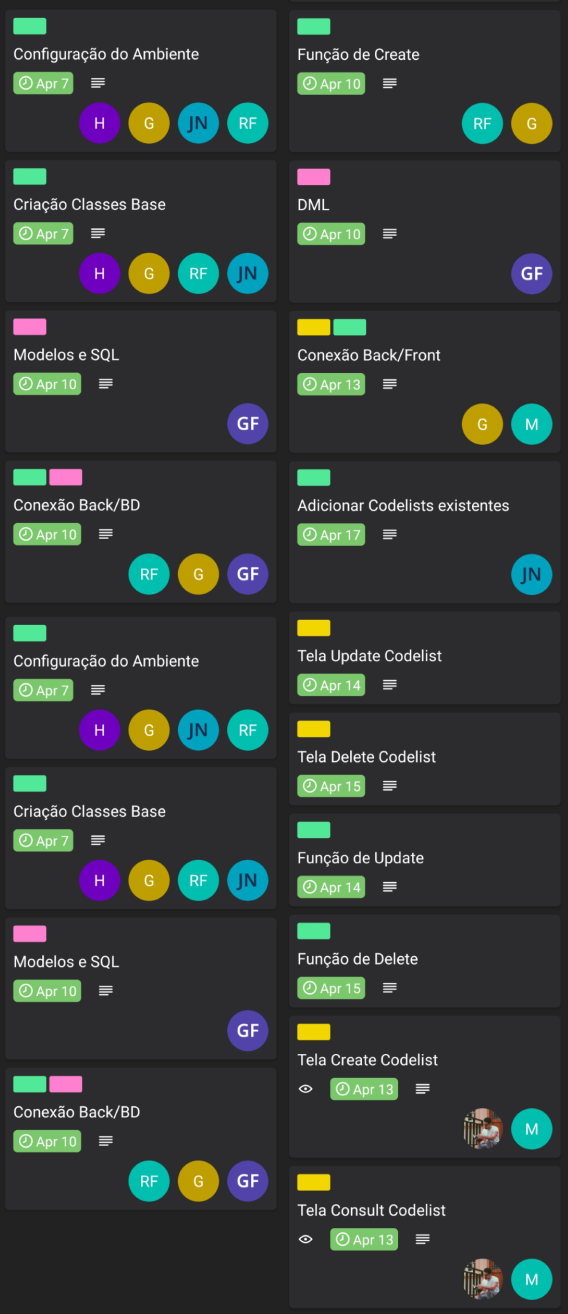 Configuração do Ambiente
Apr 7
H G JN RF
Criação Classes Base
Apr 7
H G RF JN
Modelos e SQL
Apr 10
GF
Conexão Back/BD
Apr 10
RF G GF
Configuração do Ambiente
Apr 7
H G JN RF
Criação Classes Base
Apr 7
H G RF JN
Modelos e SQL
Apr 10
GF
Conexão Back/BD
Apr 10
RF G GF
Função de Create
Apr 10
RF G
DML
Apr 10
GF
Conexão Back/Front
Apr 13
G M
Adicionar Codelists existentes
Apr 17
JN
Tela Update Codelist
Apr 14
Tela Delete Codelist
Apr 15
Função de Update
Apr 14
Função de Delete
Apr 15
Tela Create Codelist
Apr 13
M
Tela Consult Codelist
Apr 13
M